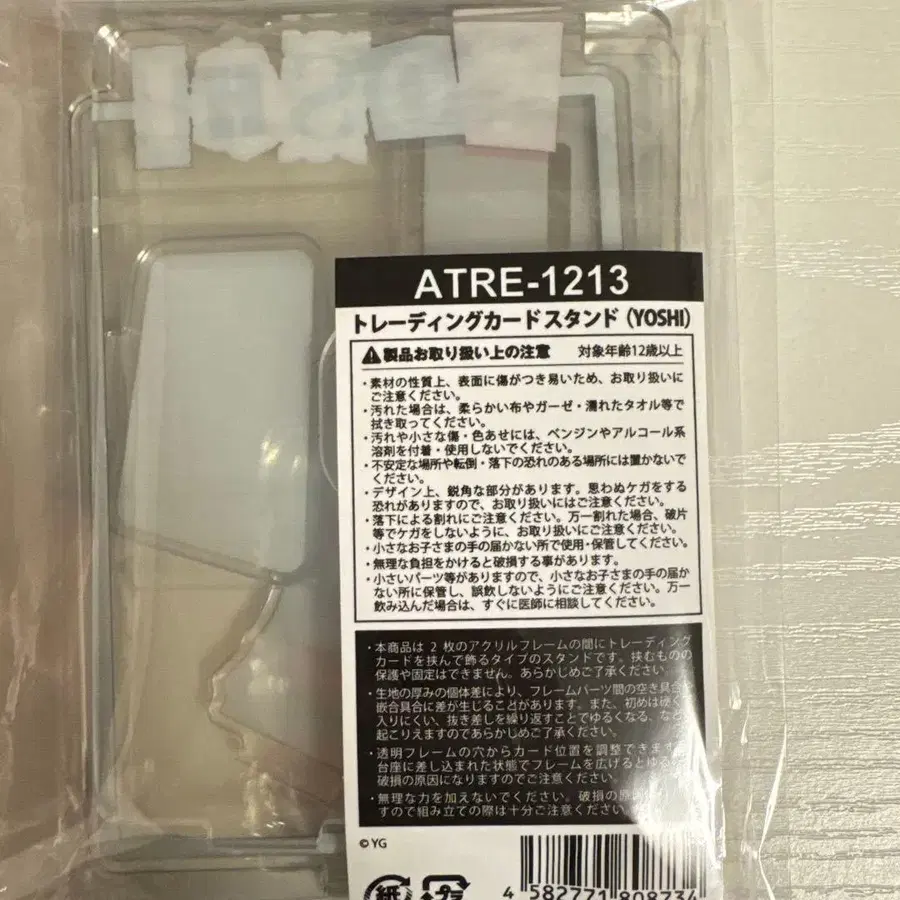 ATRE-1213
トレーディングカードスタンド（YOSHI）
⚠製品お取り扱い上の注意 対象年齢12歳以上
・素材の性質上、表面に傷がつき易いため、お取り扱いに
ご注意ください。
・汚れた場合は、柔らかい布やガーゼ・濡れたタオル等で
拭き取ってください。
・汚れや小さな傷・色あせには、ベンジンやアルコール系
溶剤を付着・使用しないでください。
・不安定な場所や転倒・落下の恐れのある場所には置かないで
ください。
・デザイン上、鋭角な部分があります。思わぬケガをする
恐れがありますので、お取り扱いにはご注意ください。
・落下による割れにご注意ください。万一割れた場合、破片
等でケガをしないように、お取り扱いにご注意ください。
・小さなお子さまの手の届かない所で使用・保管してください。
・無理な負担をかけると破損する事があります。
・小さいパーツ等がありますので、小さなお子さまの手の届か
ない所に保管し、誤飲しないようにご注意ください。万一
飲み込んだ場合は、すぐに医師に相談してください。
・本商品は2枚のアクリルフレームの間にトレーディング
カードを挟んで飾るタイプのスタンドです。挟むものの
保護や固定はできません。あらかじめご了承ください。
・生地の厚みの個体差により、フレームパーツ間の空き具合
嵌合具合に差が生じることがあります。また、初めは硬く
入りにくい、抜き差しを繰り返すことでゆるくなる、など
起こりえますのであらかじめご了承ください。
・透明フレームの穴からカード位置を調整できます
台座に差し込まれた状態でフレームを広げるとゆる
破損の原因になりますのでご注意ください。
・無理な力を加えないでください。破損の原因
すので組み立ての際は十分ご注意ください
©YG
紙 プラ
4 582771 808734